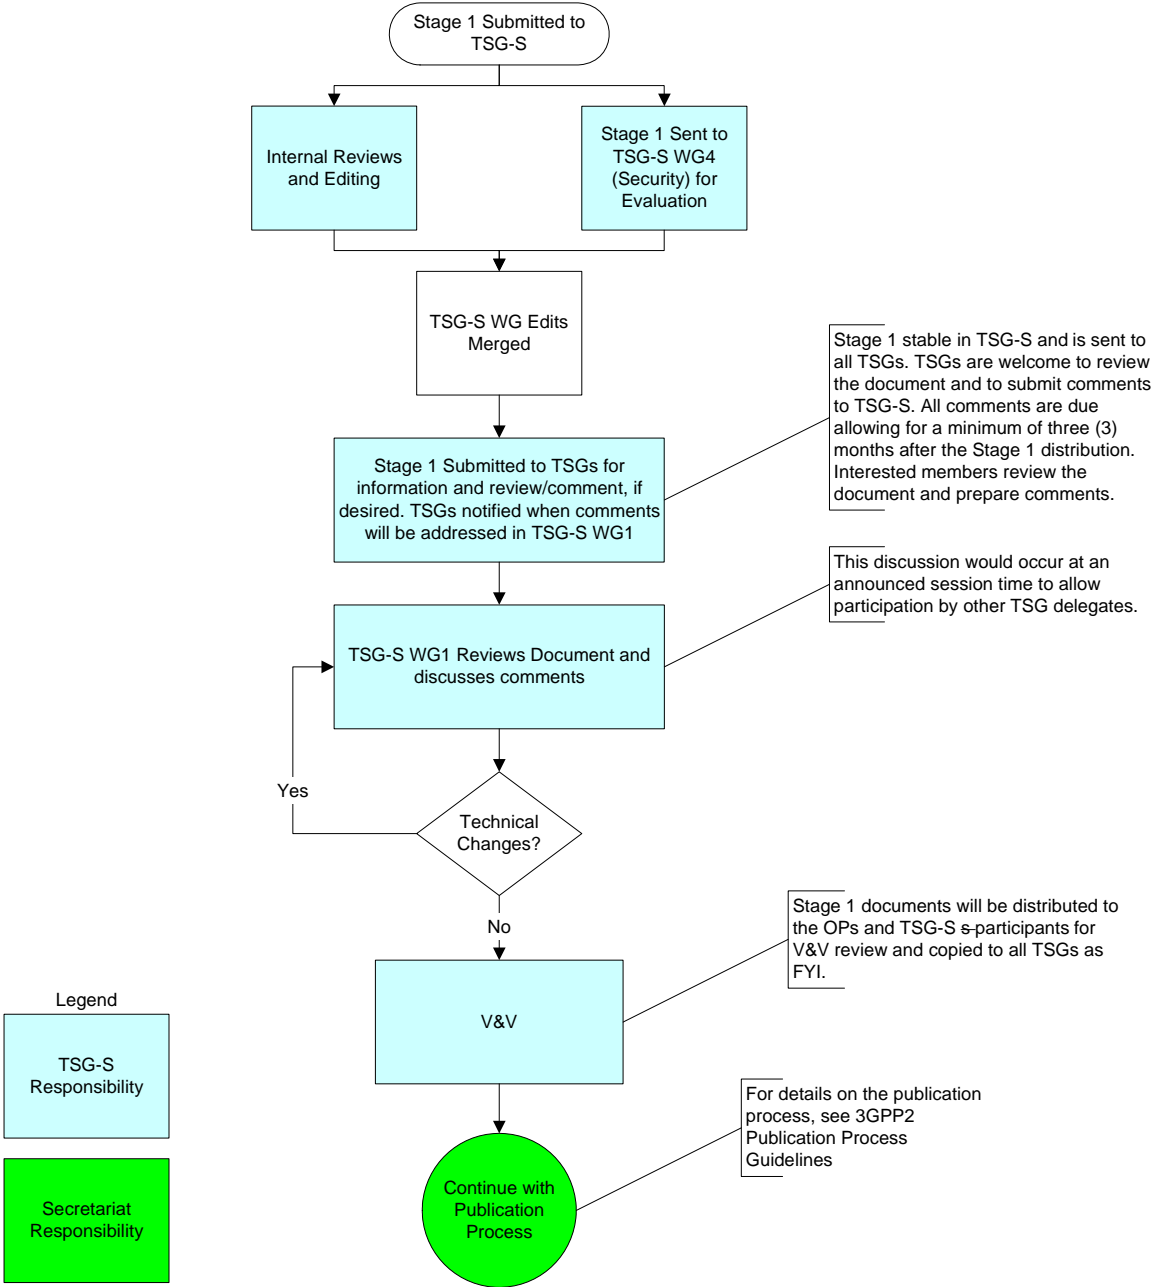 Stage 1 Submitted to
TSG-S
Internal Reviews
and Editing
Stage 1 Sent to
TSG-S WG4
(Security) for
Evaluation
TSG-S WG Edits
Merged
Stage 1 stable in TSG-S and is sent to
all TSGs. TSGs are welcome to review
the document and to submit comments
to TSG-S. All comments are due
allowing for a minimum of three (3)
months after the Stage 1 distribution.
Interested members review the
document and prepare comments.
Stage 1 Submitted to TSGs for
information and review/comment, if
desired. TSGs notified when comments
will be addressed in TSG-S WG1
This discussion would occur at an
announced session time to allow
participation by other TSG delegates.
TSG-S WG1 Reviews Document and
discusses comments
Yes
Technical
Changes?
No
Stage 1 documents will be distributed to
the OPs and TSG-S s participants for
V&V review and copied to all TSGs as
FYI.
V&V
Legend
TSG-S
Responsibility
For details on the publication
process, see 3GPP2
Publication Process
Guidelines
Continue with
Publication
Process
Secretariat
Responsibility